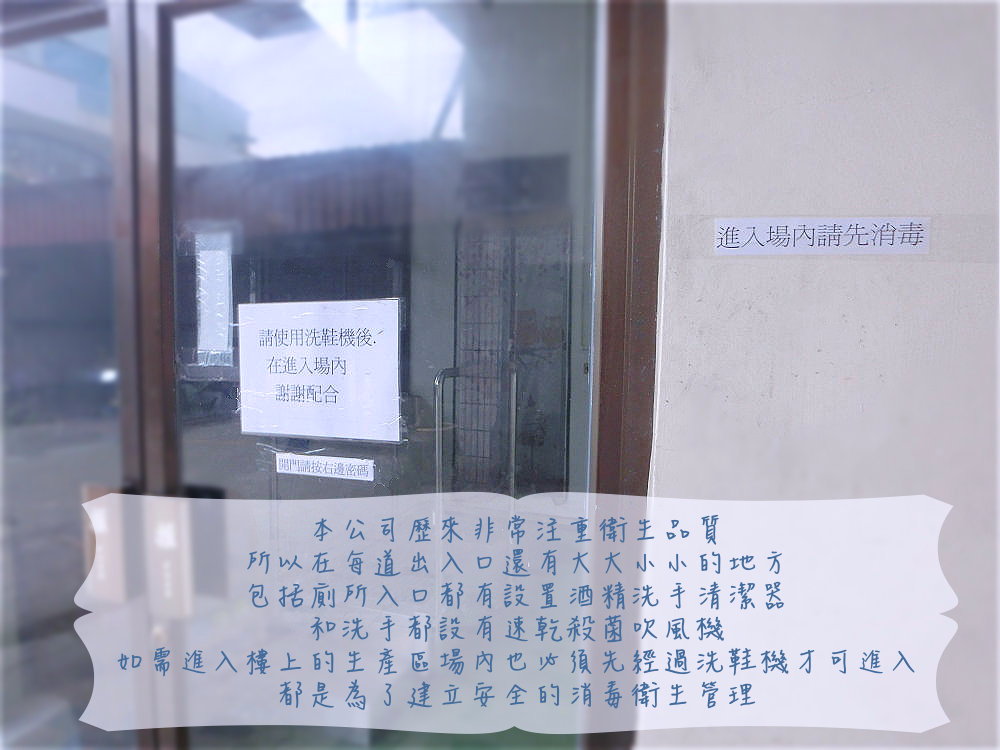 進入場內請先消毒
請使用洗鞋機後.
在進入場內
謝謝配合
開門請按右邊密碼
本公司歷來非常注重衛生品質
所以在每道出入口還有大大小小的地方
包括廁所入口都有設置酒精洗手清潔器
和洗手都設有速乾殺菌吹風機
如需進入樓上的生產區場內也必須先經過洗鞋機才可進入
都是為了建立安全的消毒衛生管理